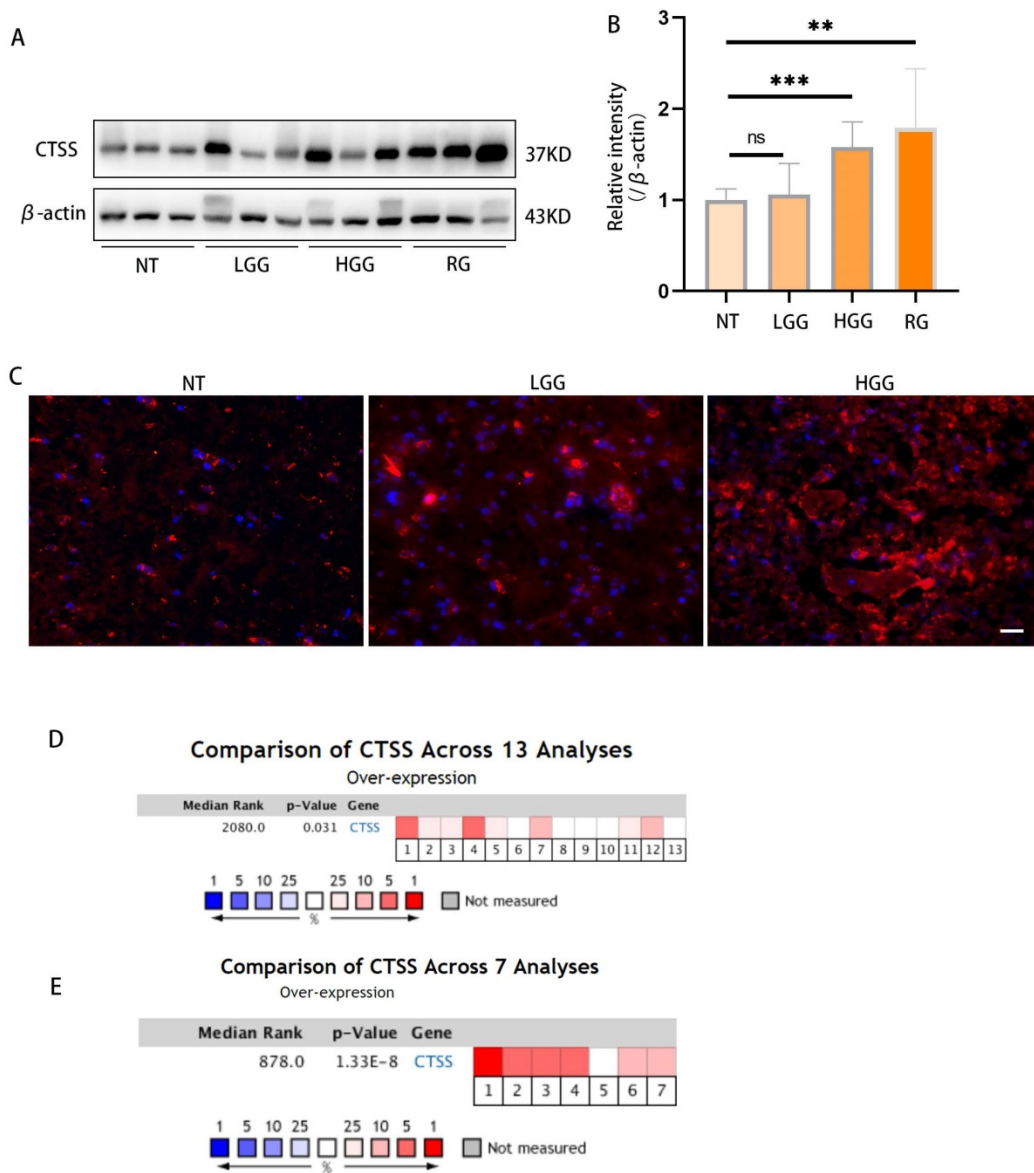 A
CTSS
37KD
β-actin
43KD
NT LGG HGG RG
B
Relative intensity
(/β-actin)
3
2
1
0
**
***
ns
NT LGG HGG RG
C
NT LGG HGG
D
Comparison of CTSS Across 13 Analyses
Over-expression
Median Rank p-Value Gene
2080.0 0.031 CTSS
1 2 3 4 5 6 7 8 9 10 11 12 13
1 5 10 25 25 10 5 1
Not measured
%
E
Comparison of CTSS Across 7 Analyses
Over-expression
Median Rank p-Value Gene
878.0 1.33E-8 CTSS
1 2 3 4 5 6 7
1 5 10 25 25 10 5 1
Not measured
%